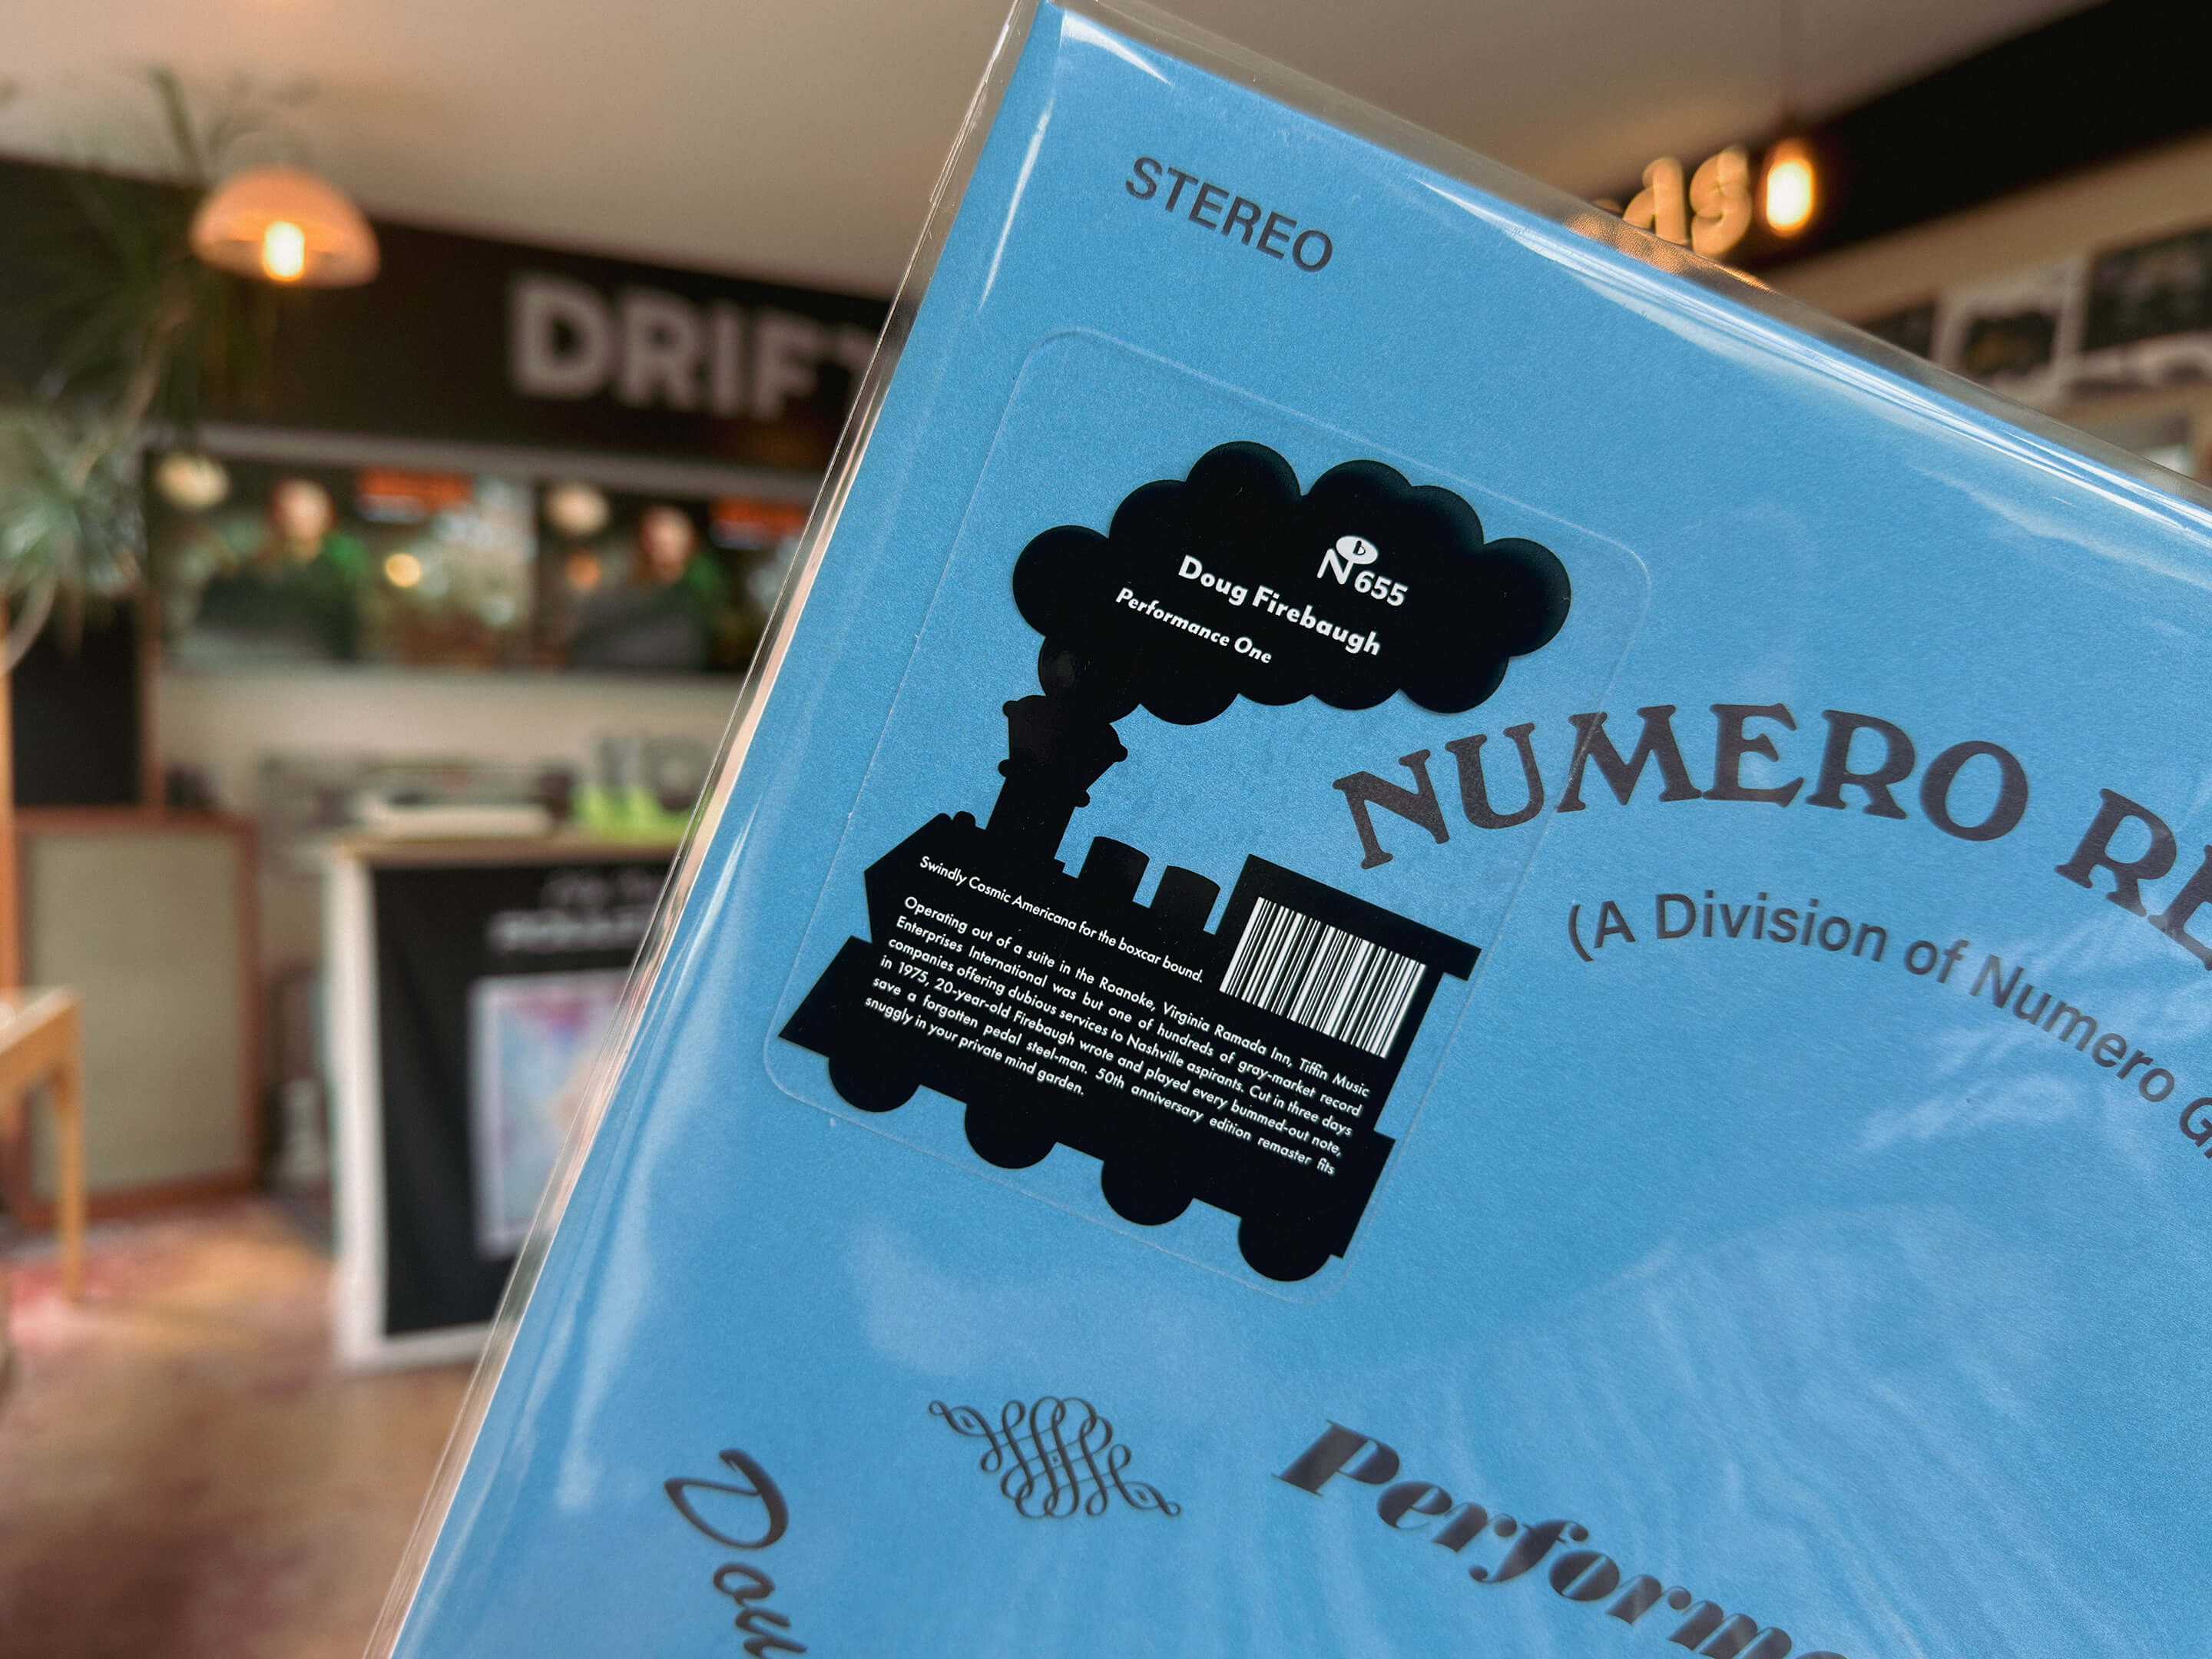 DRIF
STEREO
N 655
Doug Firebaugh
Performance One
NUMERO RE
(A Division of Numero G
Swindly Cosmic Americana for the boxcar bound.
Operating out of a suite in the Roanoke, Virginia Ramada Inn, Tiffin Music
Enterprises International was but one of hundreds of gray-market record
companies offering dubious services to Nashville aspirants. Cut in three days
in 1975, 20-year-old Firebaugh wrote and played every bummed-out note,
save a forgotten pedal steel-man. 50th anniversary edition remaster fits
snuggly in your private mind garden.
Performa
Dou